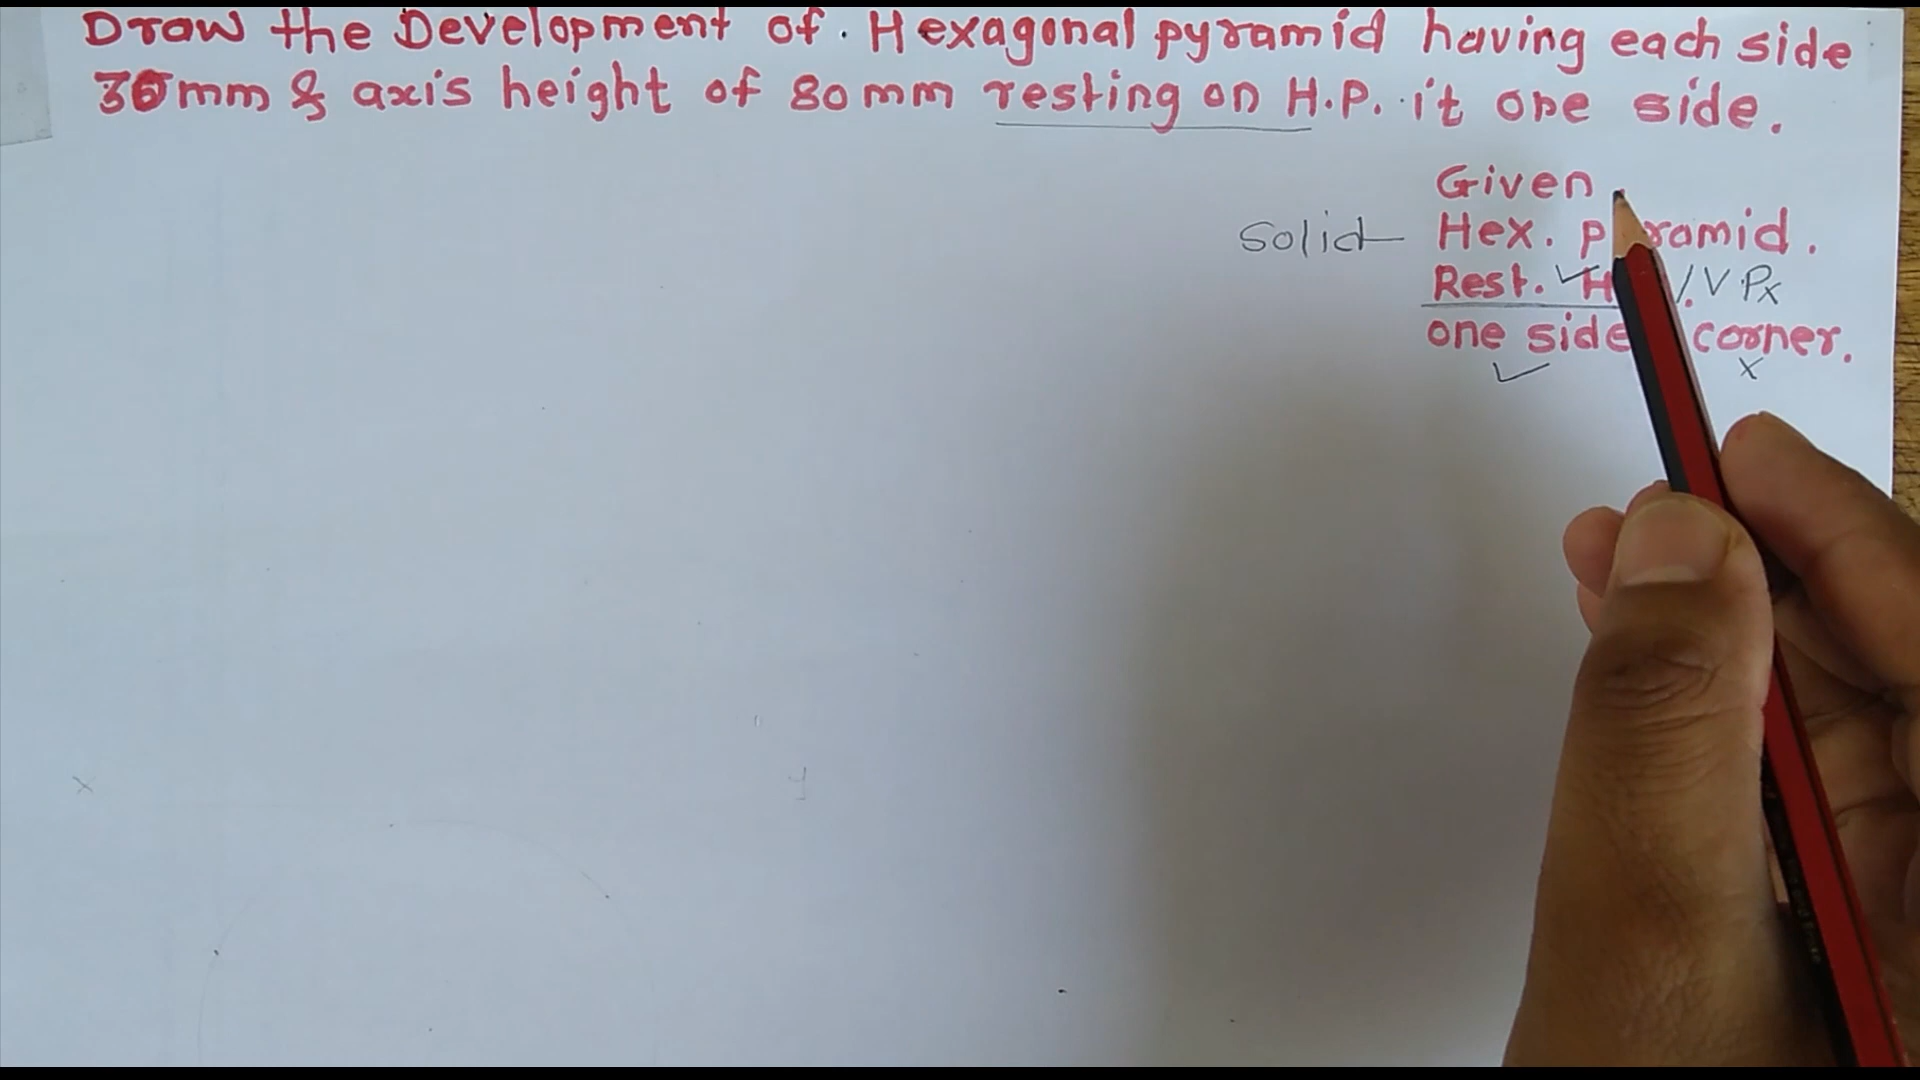 Draw the Development of. Hexagonal pyramid having each side
30mm & axis height of 80mm resting on H.P. it one side.
Given
Solid Hex. pyramid.
Rest. ✓ / VP x
one side corner.
✓ x
x y